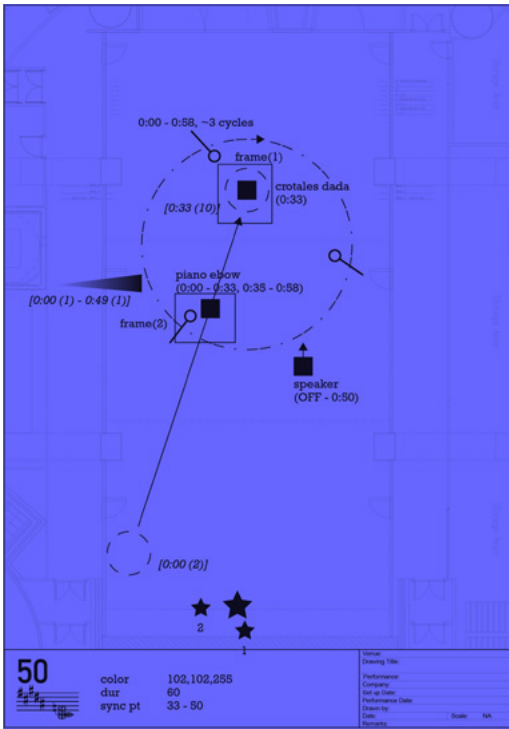 0:00 - 0:58, ~3 cycles
frame(1)
crotales dada
(0:33)
[0:33 (10)]
piano ebow
(0:00 - 0:33, 0:35 - 0:58)
[0:00 (1) - 0:49 (1)]
frame(2)
speaker
(OFF - 0:50)
[0:00 (2)]
2
1
50
color 102,102,255
dur 60
sync pt 33 - 50
Venue:
Drawing Title:
Performance:
Company:
Set up Date:
Performance Date:
Drawn by:
Date: Scale: NA
Remarks: